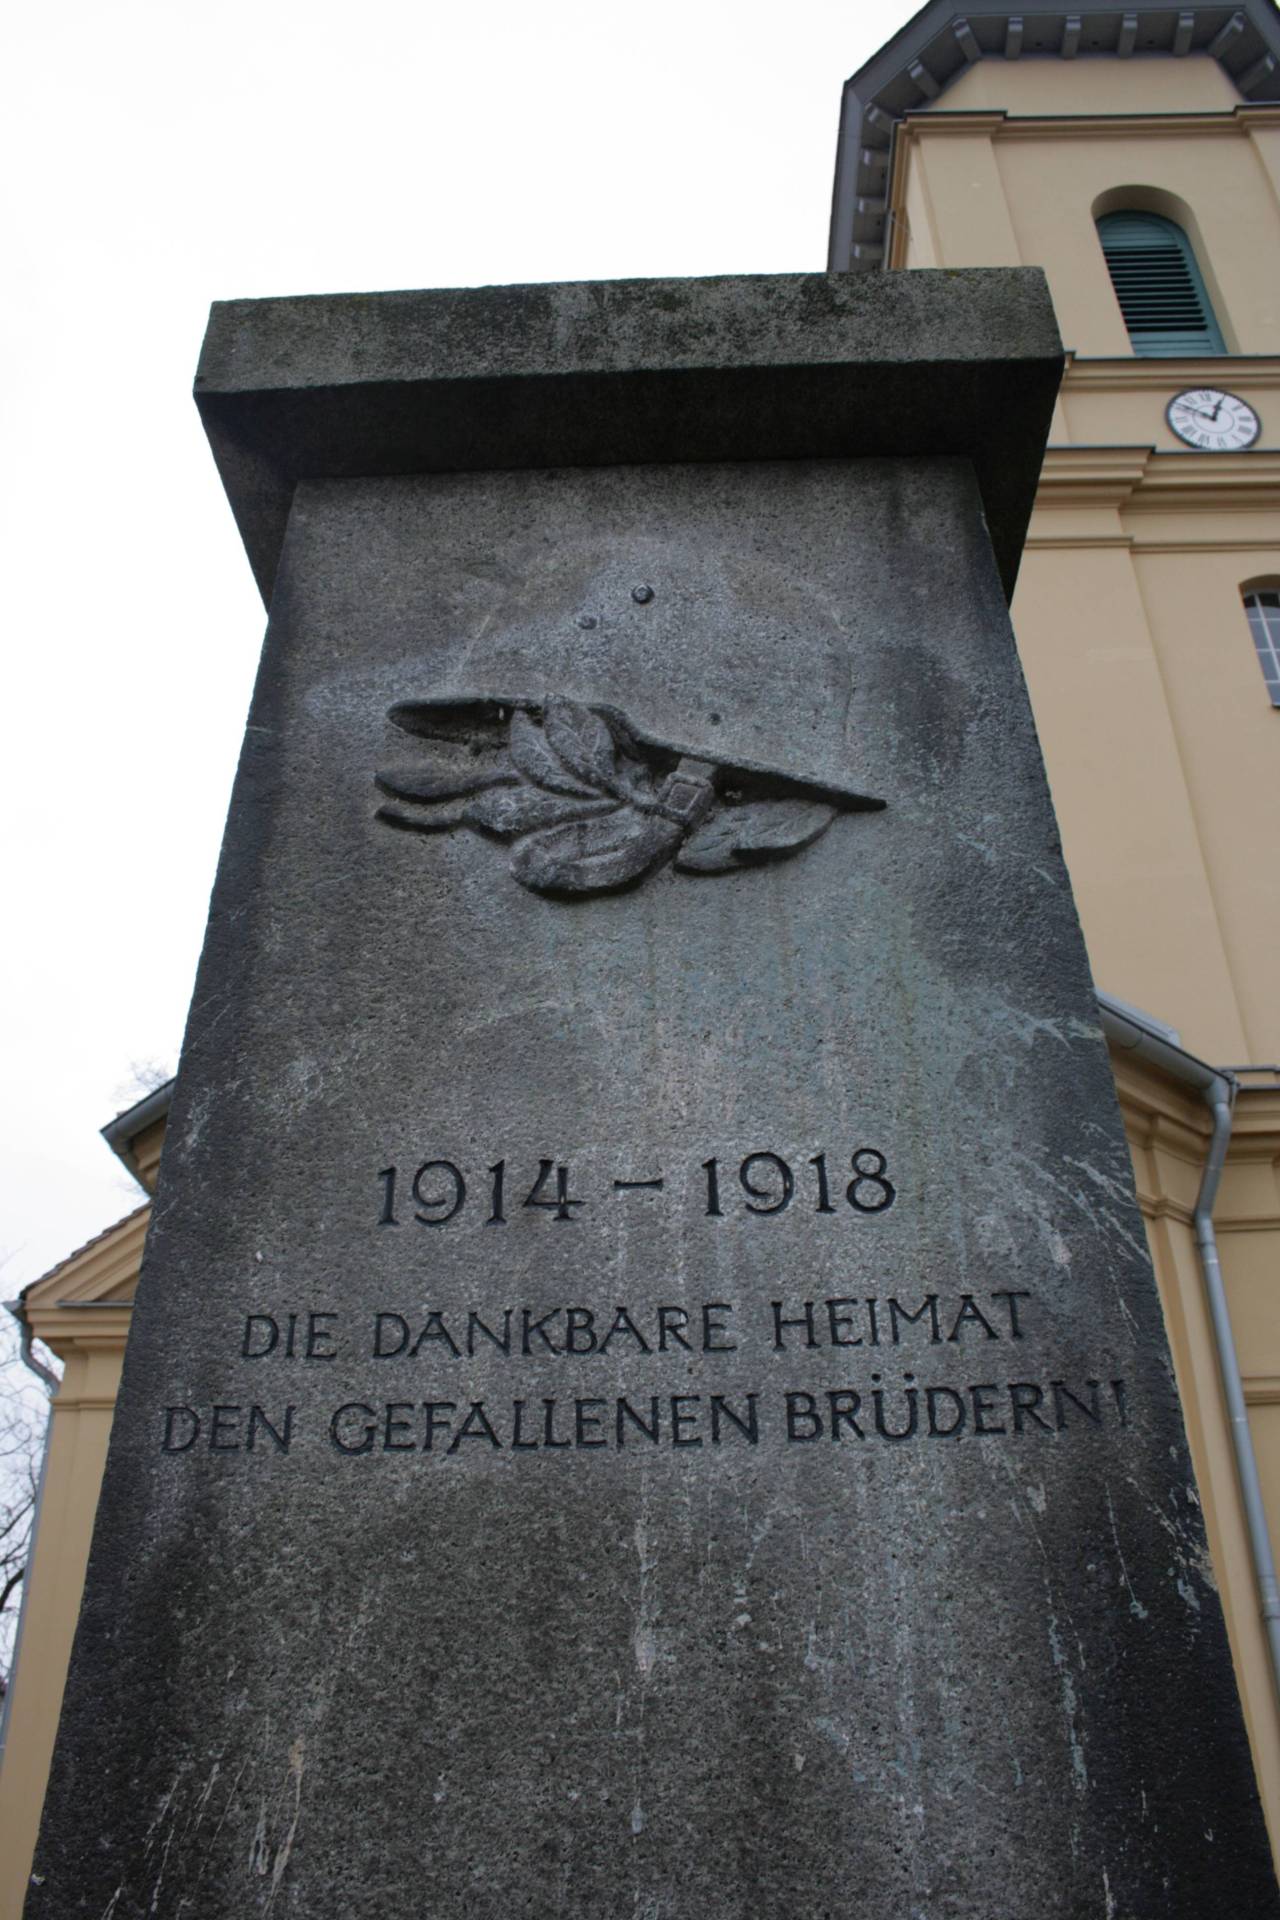 1914 – 1918
DIE DANKBARE HEIMAT
DEN GEFALLENEN BRÜDERN!